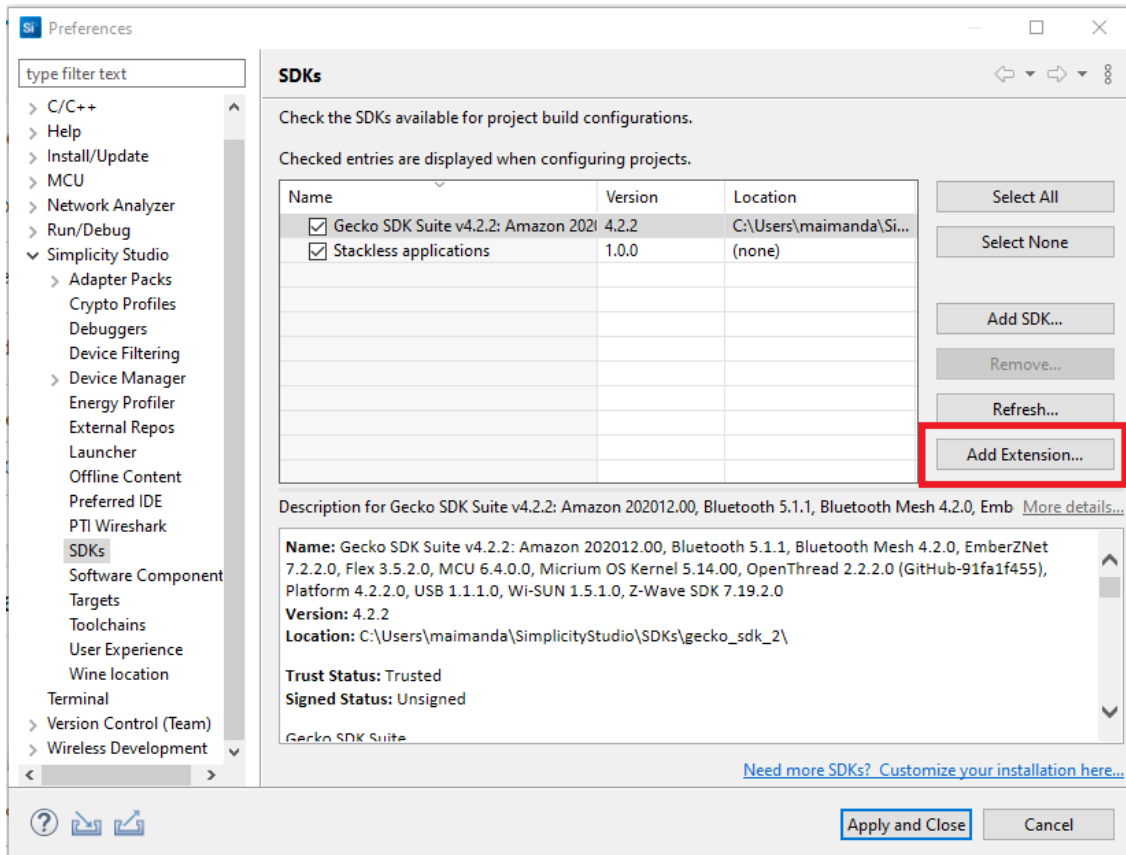 Si Preferences
type filter text
C/C++
Help
Install/Update
MCU
Network Analyzer
Run/Debug
Simplicity Studio
Adapter Packs
Crypto Profiles
Debuggers
Device Filtering
Device Manager
Energy Profiler
External Repos
Launcher
Offline Content
Preferred IDE
PTI Wireshark
SDKs
Software Component
Targets
Toolchains
User Experience
Wine location
Terminal
Version Control (Team)
Wireless Development
SDKs
Check the SDKs available for project build configurations.
Checked entries are displayed when configuring projects.
Name Version Location
Gecko SDK Suite v4.2.2: Amazon 202( 4.2.2 C:\Users\maimanda\Si...
Stackless applications 1.0.0 (none)
Select All
Select None
Add SDK...
Remove...
Refresh...
Add Extension...
Description for Gecko SDK Suite v4.2.2: Amazon 202012.00, Bluetooth 5.1.1, Bluetooth Mesh 4.2.0, Emb More details...
Name: Gecko SDK Suite v4.2.2: Amazon 202012.00, Bluetooth 5.1.1, Bluetooth Mesh 4.2.0, EmberZNet
7.2.2.0, Flex 3.5.2.0, MCU 6.4.0.0, Micrium OS Kernel 5.14.00, OpenThread 2.2.2.0 (GitHub-91fa1f455),
Platform 4.2.2.0, USB 1.1.1.0, Wi-SUN 1.5.1.0, Z-Wave SDK 7.19.2.0
Version: 4.2.2
Location: C:\Users\maimanda\SimplicityStudio\SDKs\gecko_sdk_2\
Trust Status: Trusted
Signed Status: Unsigned
Gecko SDK Suite
Need more SDKs? Customize your installation here...
Apply and Close
Cancel